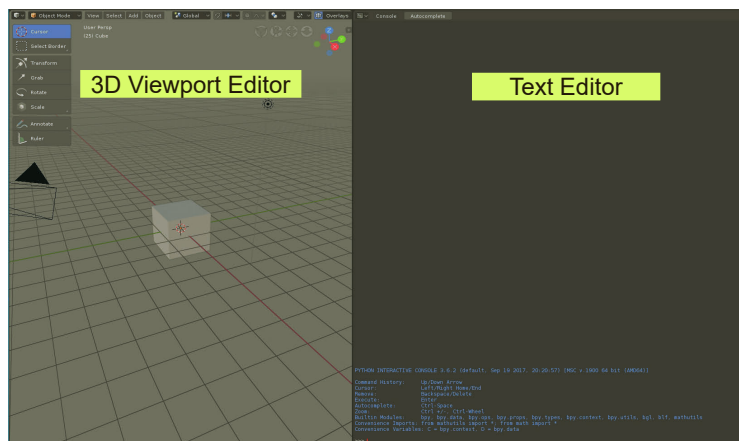 Object Mode View Select Add Object Global Overlays
Console Autocomplete
User Persp
(25) Cube
Cursor
Select Border
Transform
Grab
Rotate
Scale
Annotate
Ruler
Z
3D Viewport Editor
Text Editor
PYTHON INTERACTIVE CONSOLE 3.6.2 (default, Sep 19 2017, 20:20:57) [MSC v.1900 64 bit (AMD64)]
Command History: Up/Down Arrow
Cursor: Left/Right Home/End
Remove: Backspace/Delete
Execute: Enter
Autocomplete: Ctrl-Space
Zoom: Ctrl +/-, Ctrl-Wheel
Builtin Modules: bpy, bpy.data, bpy.ops, bpy.props, bpy.types, bpy.context, bpy.utils, bgl, blf, mathutils
Convenience Imports: from mathutils import *; from math import *
Convenience Variables: C = bpy.context, D = bpy.data